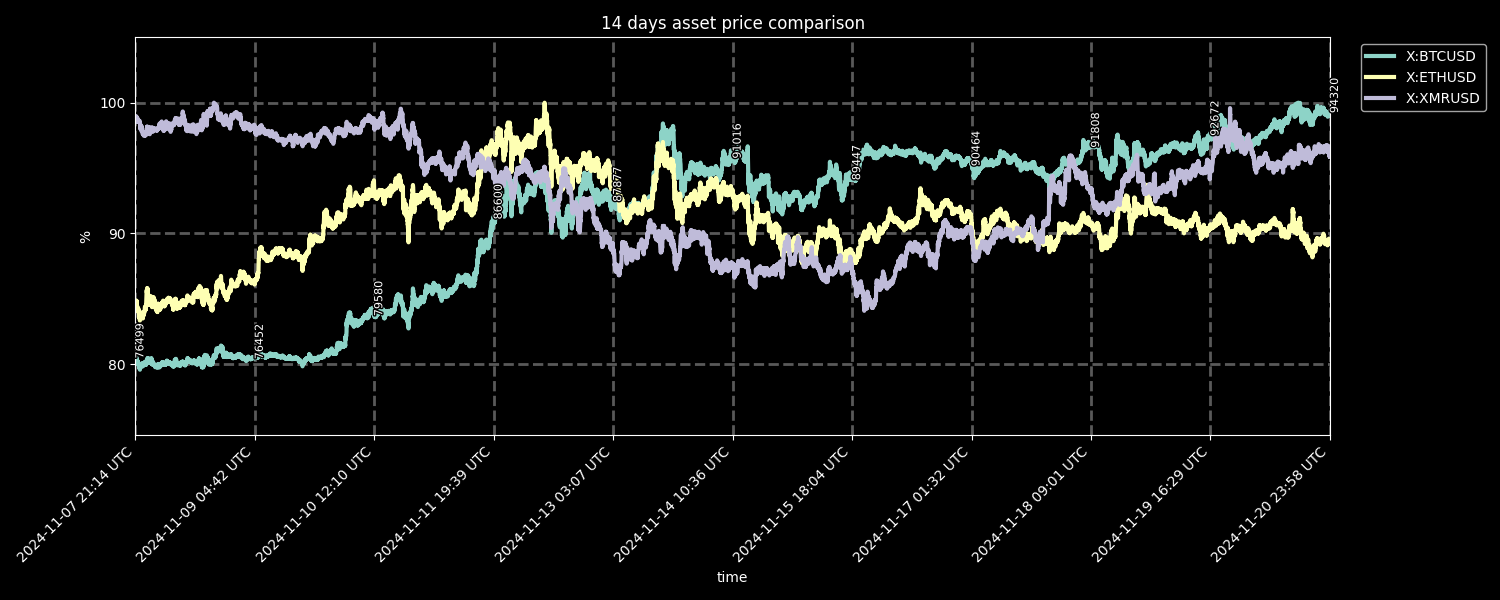 14 days asset price comparison
X:BTCUSD
X:ETHUSD
X:XMRUSD
100
90
80
%
76499
76452
79580
86600
87877
91016
89447
90464
91808
92672
94320
2024-11-07 21:14 UTC
2024-11-09 04:42 UTC
2024-11-10 12:10 UTC
2024-11-11 19:39 UTC
2024-11-13 03:07 UTC
2024-11-14 10:36 UTC
2024-11-15 18:04 UTC
2024-11-17 01:32 UTC
2024-11-18 09:01 UTC
2024-11-19 16:29 UTC
2024-11-20 23:58 UTC
time